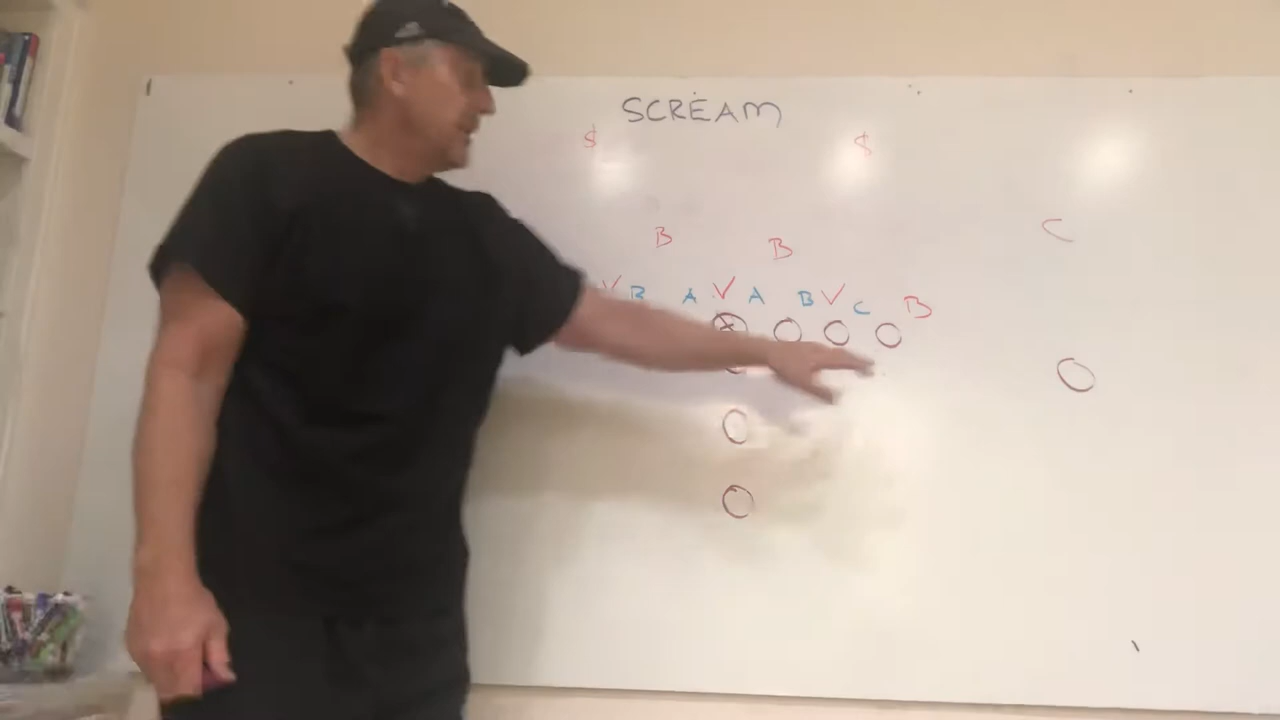 SCREAM
$ $
C
B B
V B A V A B V C B